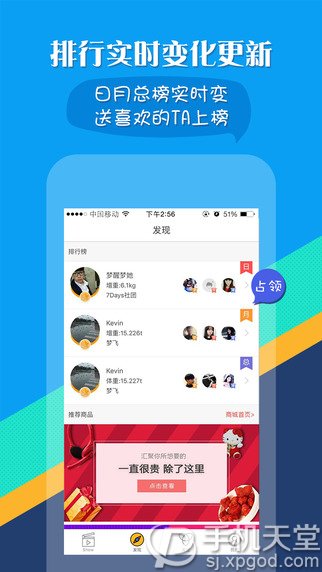 排行实时变化更新
日月总榜实时变
送喜欢的TA上榜
中国移动 下午2:56 51%
发现
排行榜
梦醒梦她
增重:6.1kg
7Days社团
日
占领
Kevin
增重:15.226t
梦飞
月
Kevin
体重:15.227t
梦飞
总
推荐商品 商城首页>
汇聚你所想要的
一直很贵 除了这里
点击查看
Show 发现
手机天堂
sj.xpgod.com